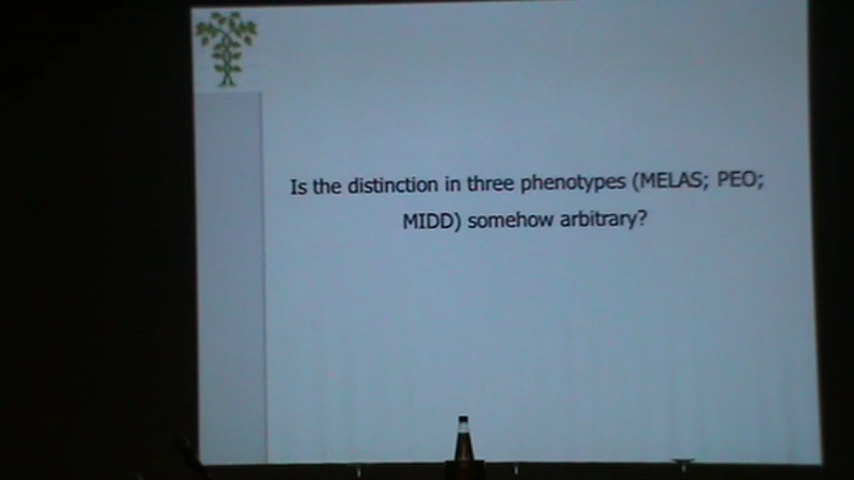 Is the distinction in three phenotypes (MELAS; PEO;
MIDD) somehow arbitrary?